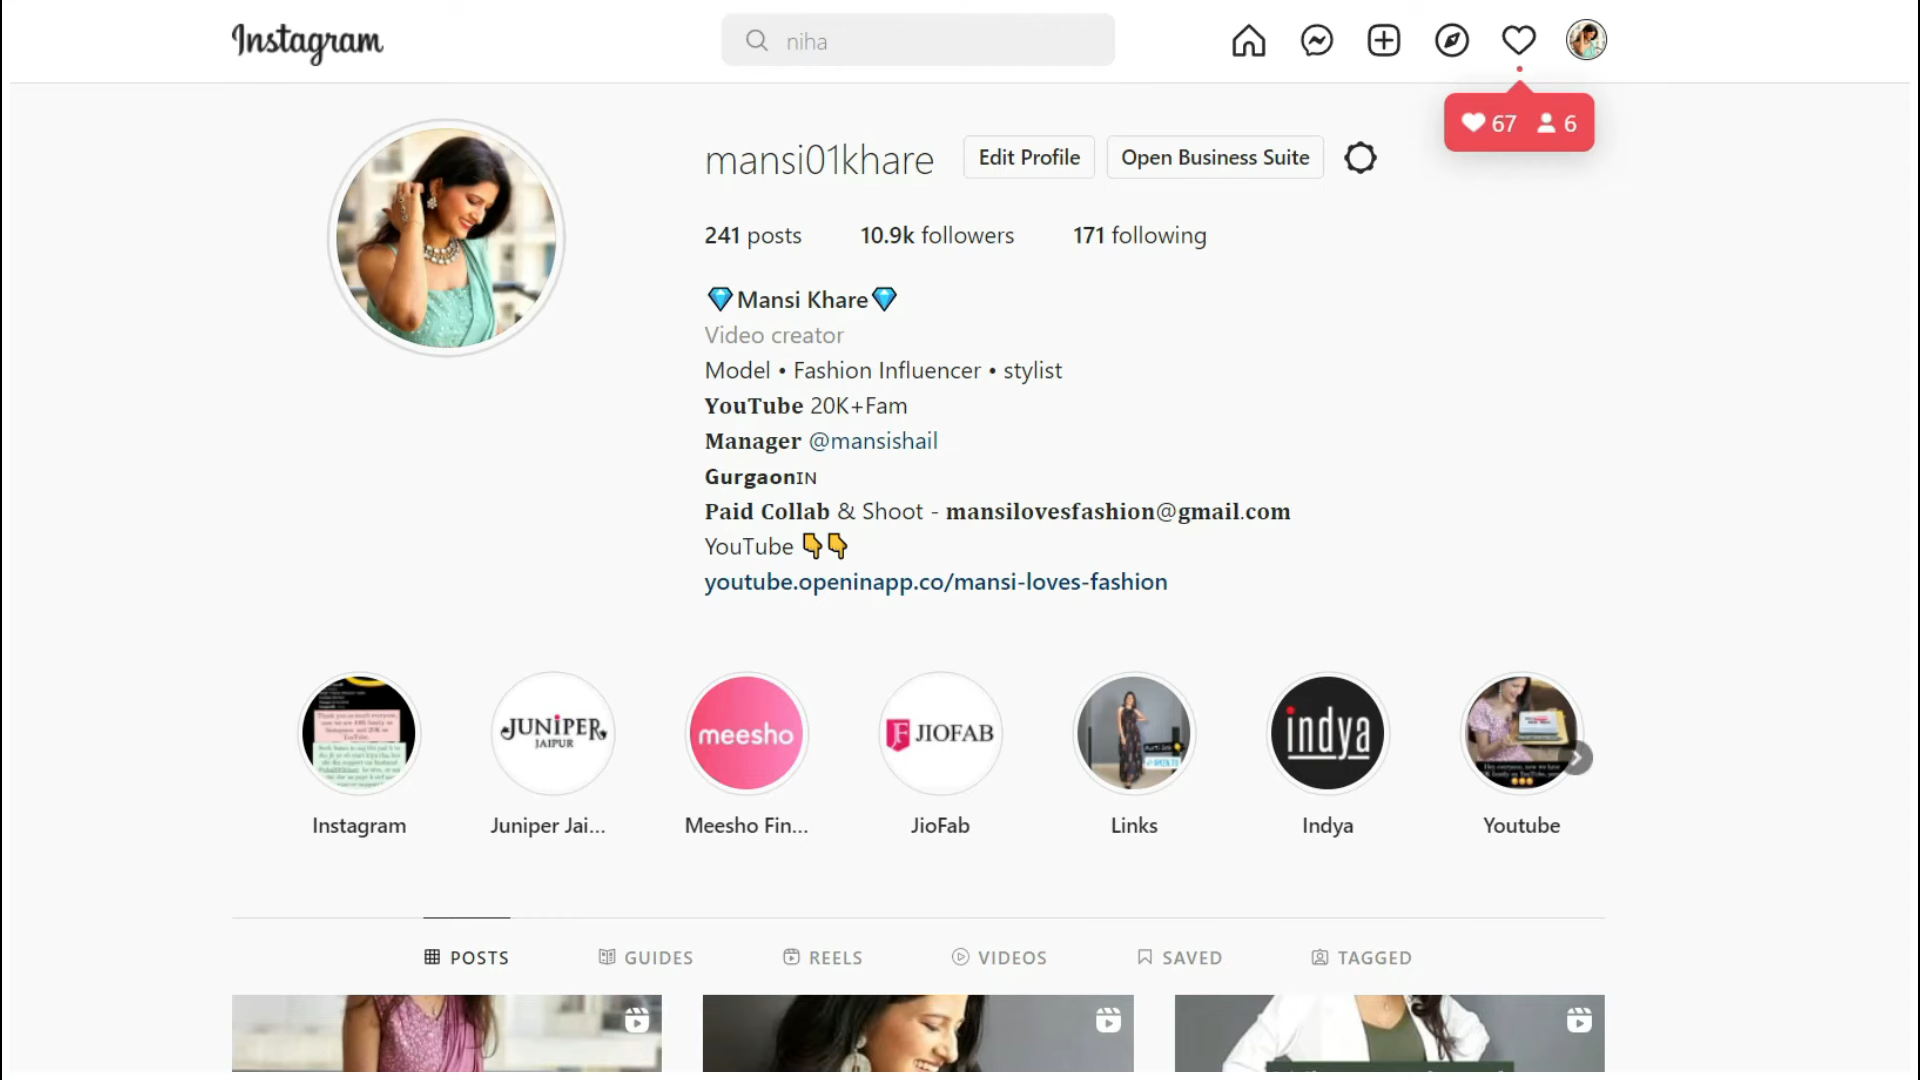 Instagram
niha
67 6
mansi01khare Edit Profile Open Business Suite
241 posts 10.9k followers 171 following
💎Mansi Khare💎
Video creator
Model • Fashion Influencer • stylist
YouTube 20K+Fam
Manager @mansishail
GurgaonIN
Paid Collab & Shoot - mansilovesfashion@gmail.com
YouTube 👇👇
youtube.openinapp.co/mansi-loves-fashion
JUNIPER
JAIPUR
meesho
JIOFAB
indya
Instagram Juniper Jai... Meesho Fin... JioFab Links Indya Youtube
POSTS GUIDES REELS VIDEOS SAVED TAGGED